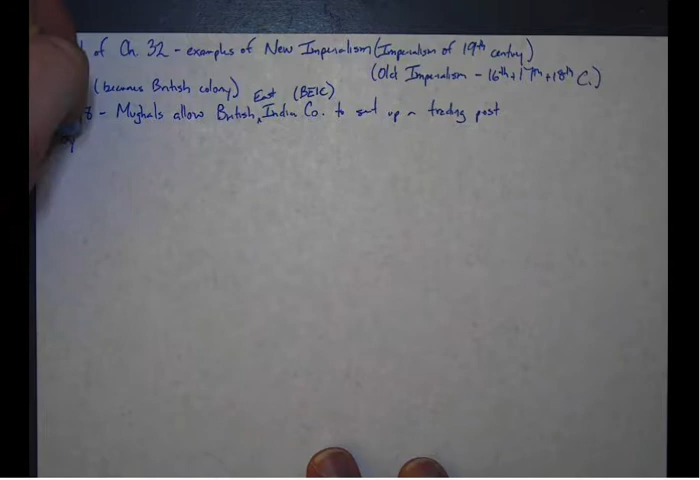 of Ch. 32 - examples of New Imperialism (Imperialism of 19th century)
(Old Imperialism - 16th + 17th + 18th C.)
(becomes British colony)
8 - Mughals allow British East India Co. (BEIC) to set up a trading post